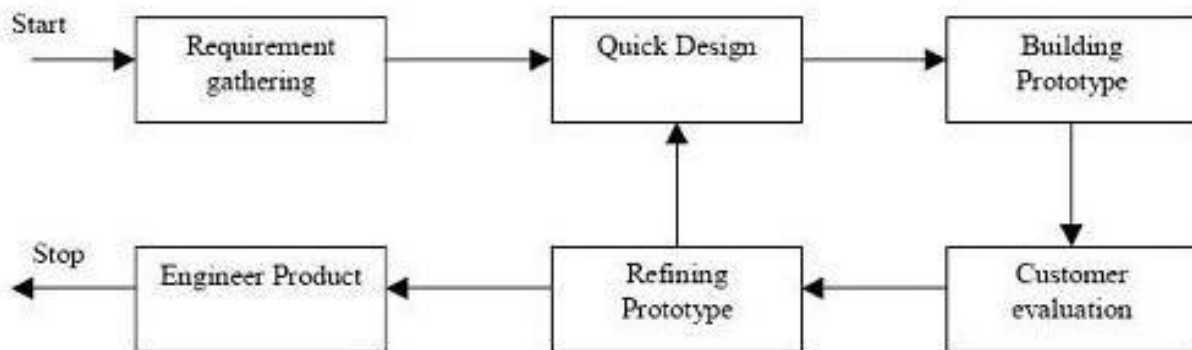 Start
Requirement
gathering
Quick Design
Building
Prototype
Stop
Engineer Product
Refining
Prototype
Customer
evaluation